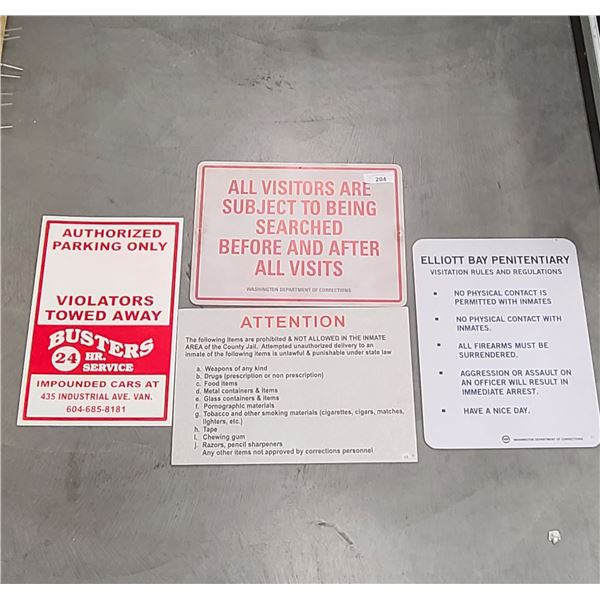 204
ALL VISITORS ARE
SUBJECT TO BEING
SEARCHED
BEFORE AND AFTER
ALL VISITS
WASHINGTON DEPARTMENT OF CORRECTIONS
AUTHORIZED
PARKING ONLY
VIOLATORS
TOWED AWAY
BUSTERS
24 HR.
SERVICE
IMPOUNDED CARS AT
435 INDUSTRIAL AVE. VAN.
604-685-8181
ATTENTION
The following Items are prohibited & NOT ALLOWED IN THE INMATE
AREA of the County Jail. Attempted unauthorized delivery to an
inmate of the following items is unlawful & punishable under state law
a. Weapons of any kind
b. Drugs (prescription or non prescription)
c. Food items
d. Metal containers & items
e. Glass containers & items
f. Pornographic materials
g. Tobacco and other smoking materials (cigarettes, cigars, matches,
lighters, etc.)
h. Tape
I. Chewing gum
j. Razors, pencil sharpeners
Any other items not approved by corrections personnel
ELLIOTT BAY PENITENTIARY
VISITATION RULES AND REGULATIONS
▪ NO PHYSICAL CONTACT IS
PERMITTED WITH INMATES
▪ NO PHYSICAL CONTACT WITH
INMATES.
▪ ALL FIREARMS MUST BE
SURRENDERED,
▪ AGGRESSION OR ASSAULT ON
AN OFFICER WILL RESULT IN
IMMEDIATE ARREST.
▪ HAVE A NICE DAY.
WASHINGTON DEPARTMENT OF CORRECTIONS